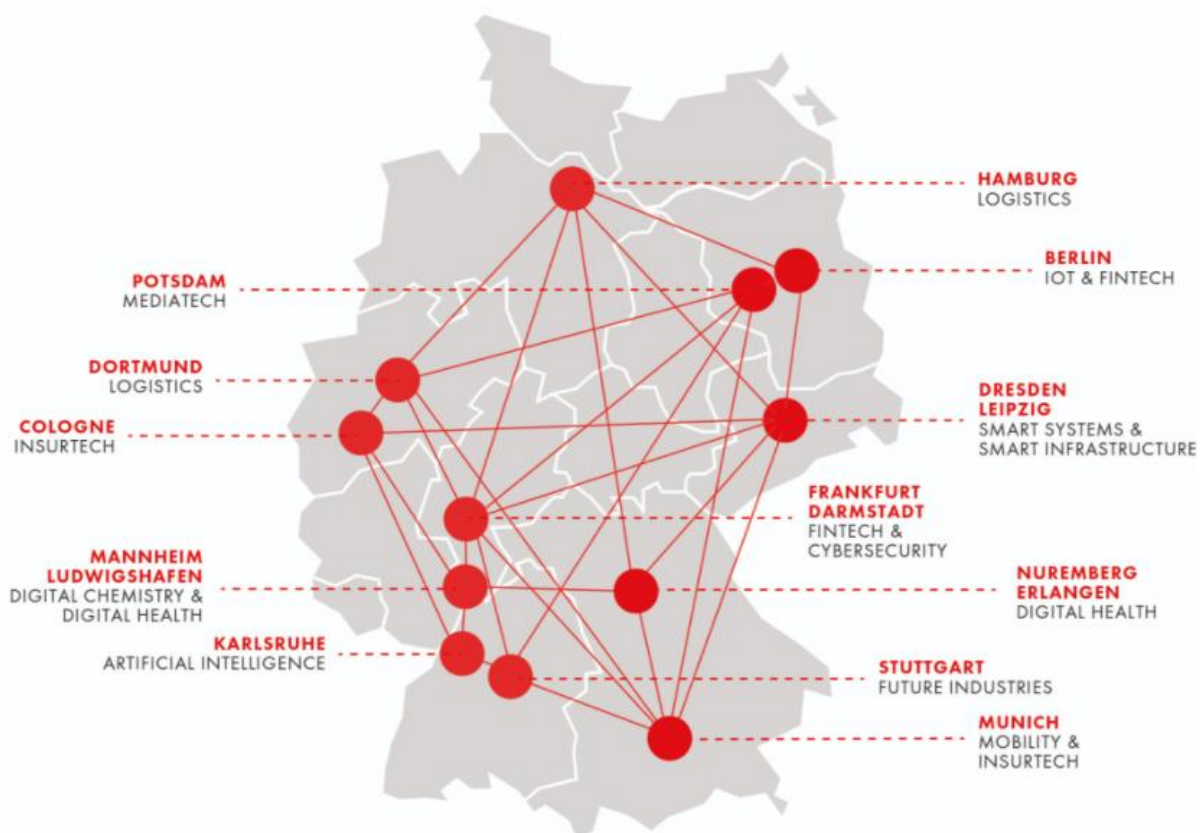 HAMBURG
LOGISTICS
BERLIN
IOT & FINTECH
POTSDAM
MEDIATECH
DORTMUND
LOGISTICS
COLOGNE
INSURTECH
DRESDEN
LEIPZIG
SMART SYSTEMS &
SMART INFRASTRUCTURE
FRANKFURT
DARMSTADT
FINTECH &
CYBERSECURITY
MANNHEIM
LUDWIGSHAFEN
DIGITAL CHEMISTRY &
DIGITAL HEALTH
NUREMBERG
ERLANGEN
DIGITAL HEALTH
KARLSRUHE
ARTIFICIAL INTELLIGENCE
STUTTGART
FUTURE INDUSTRIES
MUNICH
MOBILITY &
INSURTECH